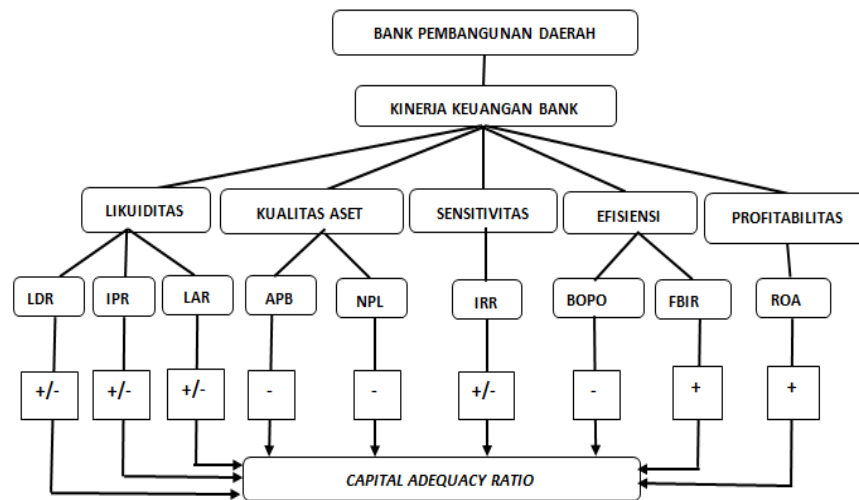 BANK PEMBANGUNAN DAERAH
KINERJA KEUANGAN BANK
LIKUIDITAS
KUALITAS ASET
SENSITIVITAS
EFISIENSI
PROFITABILITAS
LDR
IPR
LAR
APB
NPL
IRR
BOPO
FBIR
ROA
+/-
+/-
+/-
-
-
+/-
-
+
+
CAPITAL ADEQUACY RATIO